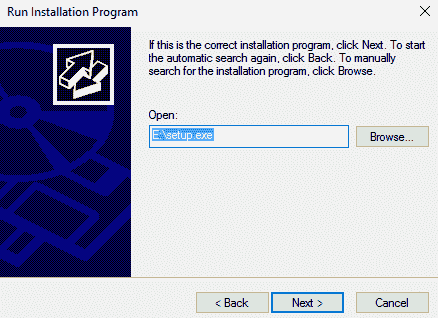 Run Installation Program
If this is the correct installation program, click Next. To start
the automatic search again, click Back. To manually
search for the installation program, click Browse.
Open:
E:\setup.exe
Browse...
< Back
Next >
Cancel